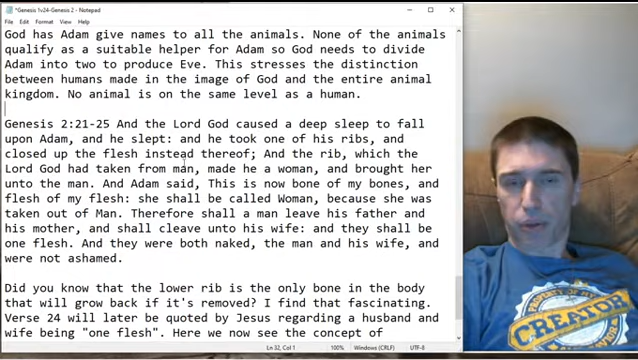 *Genesis 1v24-Genesis 2 - Notepad
File Edit Format View Help
God has Adam give names to all the animals. None of the animals
qualify as a suitable helper for Adam so God needs to divide
Adam into two to produce Eve. This stresses the distinction
between humans made in the image of God and the entire animal
kingdom. No animal is on the same level as a human.
Genesis 2:21-25 And the Lord God caused a deep sleep to fall
upon Adam, and he slept: and he took one of his ribs, and
closed up the flesh instead thereof; And the rib, which the
Lord God had taken from man, made he a woman, and brought her
unto the man. And Adam said, This is now bone of my bones, and
flesh of my flesh: she shall be called Woman, because she was
taken out of Man. Therefore shall a man leave his father and
his mother, and shall cleave unto his wife: and they shall be
one flesh. And they were both naked, the man and his wife, and
were not ashamed.
Did you know that the lower rib is the only bone in the body
that will grow back if it's removed? I find that fascinating.
Verse 24 will later be quoted by Jesus regarding a husband and
wife being "one flesh". Here we now see the concept of
Ln 32, Col 1 100% Windows (CRLF) UTF-8
PROPERTY OF
CREATOR